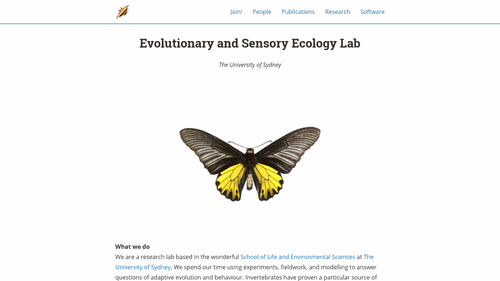 Join! People Publications Research Software
Evolutionary and Sensory Ecology Lab
The University of Sydney
What we do
We are a research lab based in the wonderful School of Life and Environmental Sciences at The
University of Sydney. We spend our time using experiments, fieldwork, and modelling to answer
questions of adaptive evolution and behaviour. Invertebrates have proven a particular source of